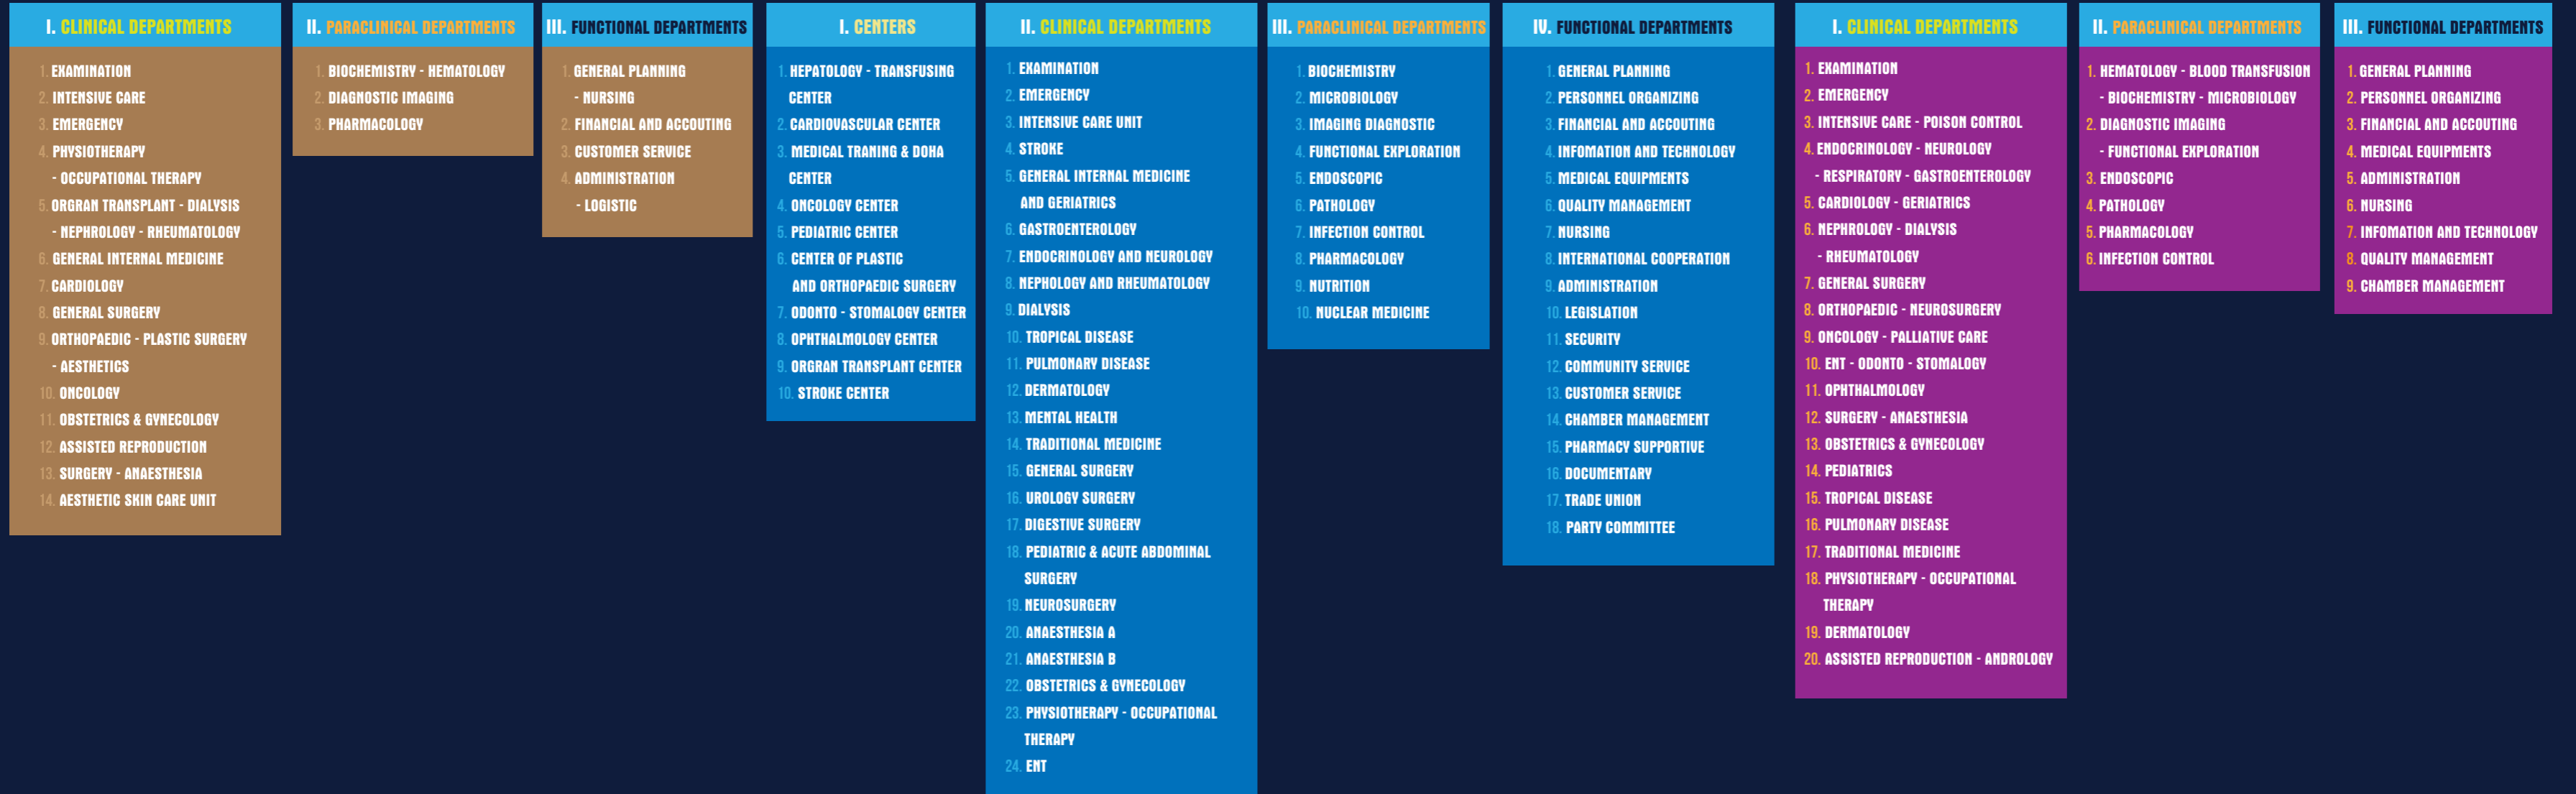 I. CLINICAL DEPARTMENTS
1. EXAMINATION
2. INTENSIVE CARE
3. EMERGENCY
4. PHYSIOTHERAPY
- OCCUPATIONAL THERAPY
5. ORGRAN TRANSPLANT - DIALYSIS
- NEPHROLOGY - RHEUMATOLOGY
6. GENERAL INTERNAL MEDICINE
7. CARDIOLOGY
8. GENERAL SURGERY
9. ORTHOPAEDIC - PLASTIC SURGERY
- AESTHETICS
10. ONCOLOGY
11. OBSTETRICS & GYNECOLOGY
12. ASSISTED REPRODUCTION
13. SURGERY - ANAESTHESIA
14. AESTHETIC SKIN CARE UNIT
II. PARACLINICAL DEPARTMENTS
1. BIOCHEMISTRY - HEMATOLOGY
2. DIAGNOSTIC IMAGING
3. PHARMACOLOGY
III. FUNCTIONAL DEPARTMENTS
1. GENERAL PLANNING
- NURSING
2. FINANCIAL AND ACCOUTING
3. CUSTOMER SERVICE
4. ADMINISTRATION
- LOGISTIC
I. CENTERS
1. HEPATOLOGY - TRANSFUSING
CENTER
2. CARDIOVASCULAR CENTER
3. MEDICAL TRANING & DOHA
CENTER
4. ONCOLOGY CENTER
5. PEDIATRIC CENTER
6. CENTER OF PLASTIC
AND ORTHOPAEDIC SURGERY
7. ODONTO - STOMALOGY CENTER
8. OPHTHALMOLOGY CENTER
9. ORGRAN TRANSPLANT CENTER
10. STROKE CENTER
II. CLINICAL DEPARTMENTS
1. EXAMINATION
2. EMERGENCY
3. INTENSIVE CARE UNIT
4. STROKE
5. GENERAL INTERNAL MEDICINE
AND GERIATRICS
6. GASTROENTEROLOGY
7. ENDOCRINOLOGY AND NEUROLOGY
8. NEPHOLOGY AND RHEUMATOLOGY
9. DIALYSIS
10. TROPICAL DISEASE
11. PULMONARY DISEASE
12. DERMATOLOGY
13. MENTAL HEALTH
14. TRADITIONAL MEDICINE
15. GENERAL SURGERY
16. UROLOGY SURGERY
17. DIGESTIVE SURGERY
18. PEDIATRIC & ACUTE ABDOMINAL
SURGERY
19. NEUROSURGERY
20. ANAESTHESIA A
21. ANAESTHESIA B
22. OBSTETRICS & GYNECOLOGY
23. PHYSIOTHERAPY - OCCUPATIONAL
THERAPY
24. ENT
III. PARACLINICAL DEPARTMENTS
1. BIOCHEMISTRY
2. MICROBIOLOGY
3. IMAGING DIAGNOSTIC
4. FUNCTIONAL EXPLORATION
5. ENDOSCOPIC
6. PATHOLOGY
7. INFECTION CONTROL
8. PHARMACOLOGY
9. NUTRITION
10. NUCLEAR MEDICINE
IV. FUNCTIONAL DEPARTMENTS
1. GENERAL PLANNING
2. PERSONNEL ORGANIZING
3. FINANCIAL AND ACCOUTING
4. INFOMATION AND TECHNOLOGY
5. MEDICAL EQUIPMENTS
6. QUALITY MANAGEMENT
7. NURSING
8. INTERNATIONAL COOPERATION
9. ADMINISTRATION
10. LEGISLATION
11. SECURITY
12. COMMUNITY SERVICE
13. CUSTOMER SERVICE
14. CHAMBER MANAGEMENT
15. PHARMACY SUPPORTIVE
16. DOCUMENTARY
17. TRADE UNION
18. PARTY COMMITTEE
I. CLINICAL DEPARTMENTS
1. EXAMINATION
2. EMERGENCY
3. INTENSIVE CARE - POISON CONTROL
4. ENDOCRINOLOGY - NEUROLOGY
- RESPIRATORY - GASTROENTEROLOGY
5. CARDIOLOGY - GERIATRICS
6. NEPHROLOGY - DIALYSIS
- RHEUMATOLOGY
7. GENERAL SURGERY
8. ORTHOPAEDIC - NEUROSURGERY
9. ONCOLOGY - PALLIATIVE CARE
10. ENT - ODONTO - STOMALOGY
11. OPHTHALMOLOGY
12. SURGERY - ANAESTHESIA
13. OBSTETRICS & GYNECOLOGY
14. PEDIATRICS
15. TROPICAL DISEASE
16. PULMONARY DISEASE
17. TRADITIONAL MEDICINE
18. PHYSIOTHERAPY - OCCUPATIONAL
THERAPY
19. DERMATOLOGY
20. ASSISTED REPRODUCTION - ANDROLOGY
II. PARACLINICAL DEPARTMENTS
1. HEMATOLOGY - BLOOD TRANSFUSION
- BIOCHEMISTRY - MICROBIOLOGY
2. DIAGNOSTIC IMAGING
- FUNCTIONAL EXPLORATION
3. ENDOSCOPIC
4. PATHOLOGY
5. PHARMACOLOGY
6. INFECTION CONTROL
III. FUNCTIONAL DEPARTMENTS
1. GENERAL PLANNING
2. PERSONNEL ORGANIZING
3. FINANCIAL AND ACCOUTING
4. MEDICAL EQUIPMENTS
5. ADMINISTRATION
6. NURSING
7. INFOMATION AND TECHNOLOGY
8. QUALITY MANAGEMENT
9. CHAMBER MANAGEMENT